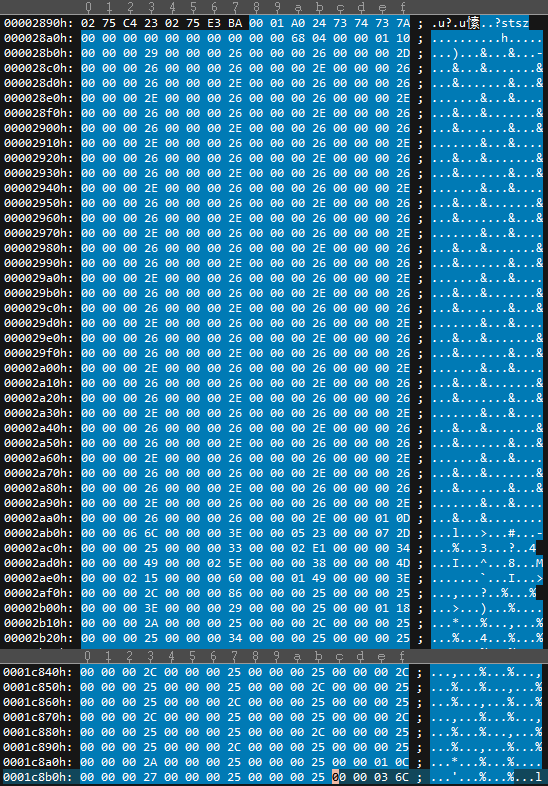 0 1 2 3 4 5 6 7 8 9 a b c d e f
00002890h: 02 75 C4 23 02 75 E3 BA 00 01 A0 24 73 74 73 7A ; .u?.u愫..?stsz
000028a0h: 00 00 00 00 00 00 00 00 00 00 68 04 00 00 01 10 ; ..........h.....
000028b0h: 00 00 00 29 00 00 00 26 00 00 00 26 00 00 00 2D ; ...)...&...&...-
000028c0h: 00 00 00 26 00 00 00 26 00 00 00 2E 00 00 00 26 ; ...&...&.......&
000028d0h: 00 00 00 26 00 00 00 2E 00 00 00 26 00 00 00 26 ; ...&.......&...&
000028e0h: 00 00 00 2E 00 00 00 26 00 00 00 26 00 00 00 2E ; .......&...&....
000028f0h: 00 00 00 26 00 00 00 26 00 00 00 2E 00 00 00 26 ; ...&...&.......&
00002900h: 00 00 00 26 00 00 00 2E 00 00 00 26 00 00 00 26 ; ...&.......&...&
00002910h: 00 00 00 2E 00 00 00 26 00 00 00 26 00 00 00 2E ; .......&...&....
00002920h: 00 00 00 26 00 00 00 26 00 00 00 2E 00 00 00 26 ; ...&...&.......&
00002930h: 00 00 00 26 00 00 00 2E 00 00 00 26 00 00 00 26 ; ...&.......&...&
00002940h: 00 00 00 2E 00 00 00 26 00 00 00 26 00 00 00 2E ; .......&...&....
00002950h: 00 00 00 26 00 00 00 26 00 00 00 2E 00 00 00 26 ; ...&...&.......&
00002960h: 00 00 00 26 00 00 00 2E 00 00 00 26 00 00 00 26 ; ...&.......&...&
00002970h: 00 00 00 2E 00 00 00 26 00 00 00 26 00 00 00 2E ; .......&...&....
00002980h: 00 00 00 26 00 00 00 26 00 00 00 2E 00 00 00 26 ; ...&...&.......&
00002990h: 00 00 00 26 00 00 00 2E 00 00 00 26 00 00 00 26 ; ...&.......&...&
000029a0h: 00 00 00 2E 00 00 00 26 00 00 00 26 00 00 00 2E ; .......&...&....
000029b0h: 00 00 00 26 00 00 00 26 00 00 00 2E 00 00 00 26 ; ...&...&.......&
000029c0h: 00 00 00 26 00 00 00 2E 00 00 00 26 00 00 00 26 ; ...&.......&...&
000029d0h: 00 00 00 2E 00 00 00 26 00 00 00 26 00 00 00 2E ; .......&...&....
000029e0h: 00 00 00 26 00 00 00 26 00 00 00 2E 00 00 00 26 ; ...&...&.......&
000029f0h: 00 00 00 26 00 00 00 2E 00 00 00 26 00 00 00 26 ; ...&.......&...&
00002a00h: 00 00 00 2E 00 00 00 26 00 00 00 26 00 00 00 2E ; .......&...&....
00002a10h: 00 00 00 26 00 00 00 26 00 00 00 2E 00 00 00 26 ; ...&...&.......&
00002a20h: 00 00 00 26 00 00 00 2E 00 00 00 26 00 00 00 26 ; ...&.......&...&
00002a30h: 00 00 00 2E 00 00 00 26 00 00 00 26 00 00 00 2E ; .......&...&....
00002a40h: 00 00 00 26 00 00 00 26 00 00 00 2E 00 00 00 26 ; ...&...&.......&
00002a50h: 00 00 00 26 00 00 00 2E 00 00 00 26 00 00 00 26 ; ...&.......&...&
00002a60h: 00 00 00 2E 00 00 00 26 00 00 00 26 00 00 00 2E ; .......&...&....
00002a70h: 00 00 00 26 00 00 00 26 00 00 00 2E 00 00 00 26 ; ...&...&.......&
00002a80h: 00 00 00 26 00 00 00 2E 00 00 00 26 00 00 00 26 ; ...&.......&...&
00002a90h: 00 00 00 2E 00 00 00 26 00 00 00 26 00 00 00 2E ; .......&...&....
00002aa0h: 00 00 00 26 00 00 00 26 00 00 00 2E 00 00 01 0D ; ...&...&........
00002ab0h: 00 00 06 6C 00 00 00 3E 00 00 05 23 00 00 07 2D ; ...l...>...#...-
00002ac0h: 00 00 00 25 00 00 00 33 00 00 02 E1 00 00 00 34 ; ...%...3...?..4
00002ad0h: 00 00 00 49 00 00 02 5E 00 00 00 38 00 00 00 4D ; ...I...^...8...M
00002ae0h: 00 00 02 15 00 00 00 60 00 00 01 49 00 00 00 3E ; .......`...I...>
00002af0h: 00 00 00 2C 00 00 00 86 00 00 00 25 00 00 00 25 ; ...,...?..%...%
00002b00h: 00 00 00 3E 00 00 00 29 00 00 00 25 00 00 01 18 ; ...>...)...%....
00002b10h: 00 00 00 2A 00 00 00 25 00 00 00 2C 00 00 00 25 ; ...*...%...,...%
00002b20h: 00 00 00 25 00 00 00 34 00 00 00 25 00 00 00 25 ; ...%...4...%...%
0 1 2 3 4 5 6 7 8 9 a b c d e f
0001c840h: 00 00 00 2C 00 00 00 25 00 00 00 25 00 00 00 2C ; ...,...%...%...,
0001c850h: 00 00 00 25 00 00 00 25 00 00 00 2C 00 00 00 25 ; ...%...%...,...%
0001c860h: 00 00 00 25 00 00 00 2C 00 00 00 25 00 00 00 25 ; ...%...,...%...%
0001c870h: 00 00 00 2C 00 00 00 25 00 00 00 25 00 00 00 2C ; ...,...%...%...,
0001c880h: 00 00 00 25 00 00 00 25 00 00 00 2C 00 00 00 25 ; ...%...%...,...%
0001c890h: 00 00 00 25 00 00 00 2C 00 00 00 25 00 00 00 25 ; ...%...,...%...%
0001c8a0h: 00 00 00 2A 00 00 00 25 00 00 00 25 00 00 01 0C ; ...*...%...%....
0001c8b0h: 00 00 00 27 00 00 00 25 00 00 00 25 00 00 03 6C ; ...'...%...%...l